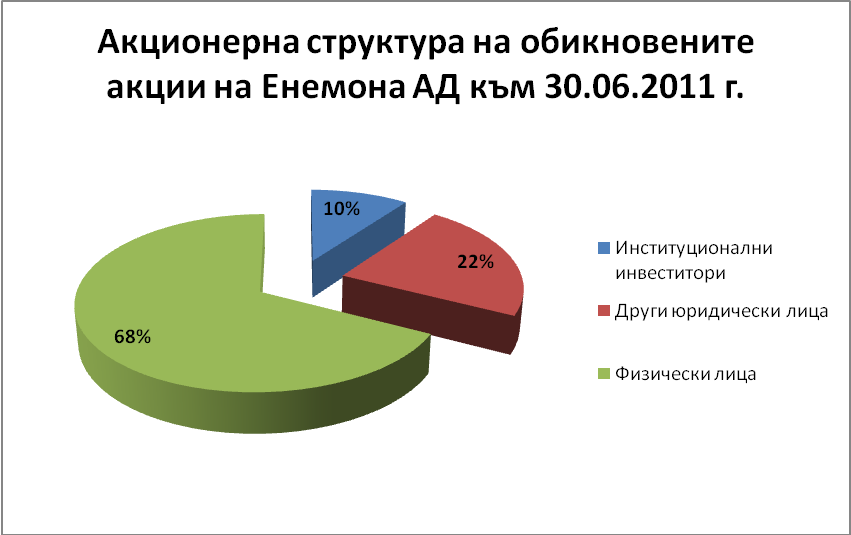 Акционерна структура на обикновените
акции на Енемона АД към 30.06.2011 г.
10%
22%
68%
Институционални
инвеститори
Други юридически лица
Физически лица